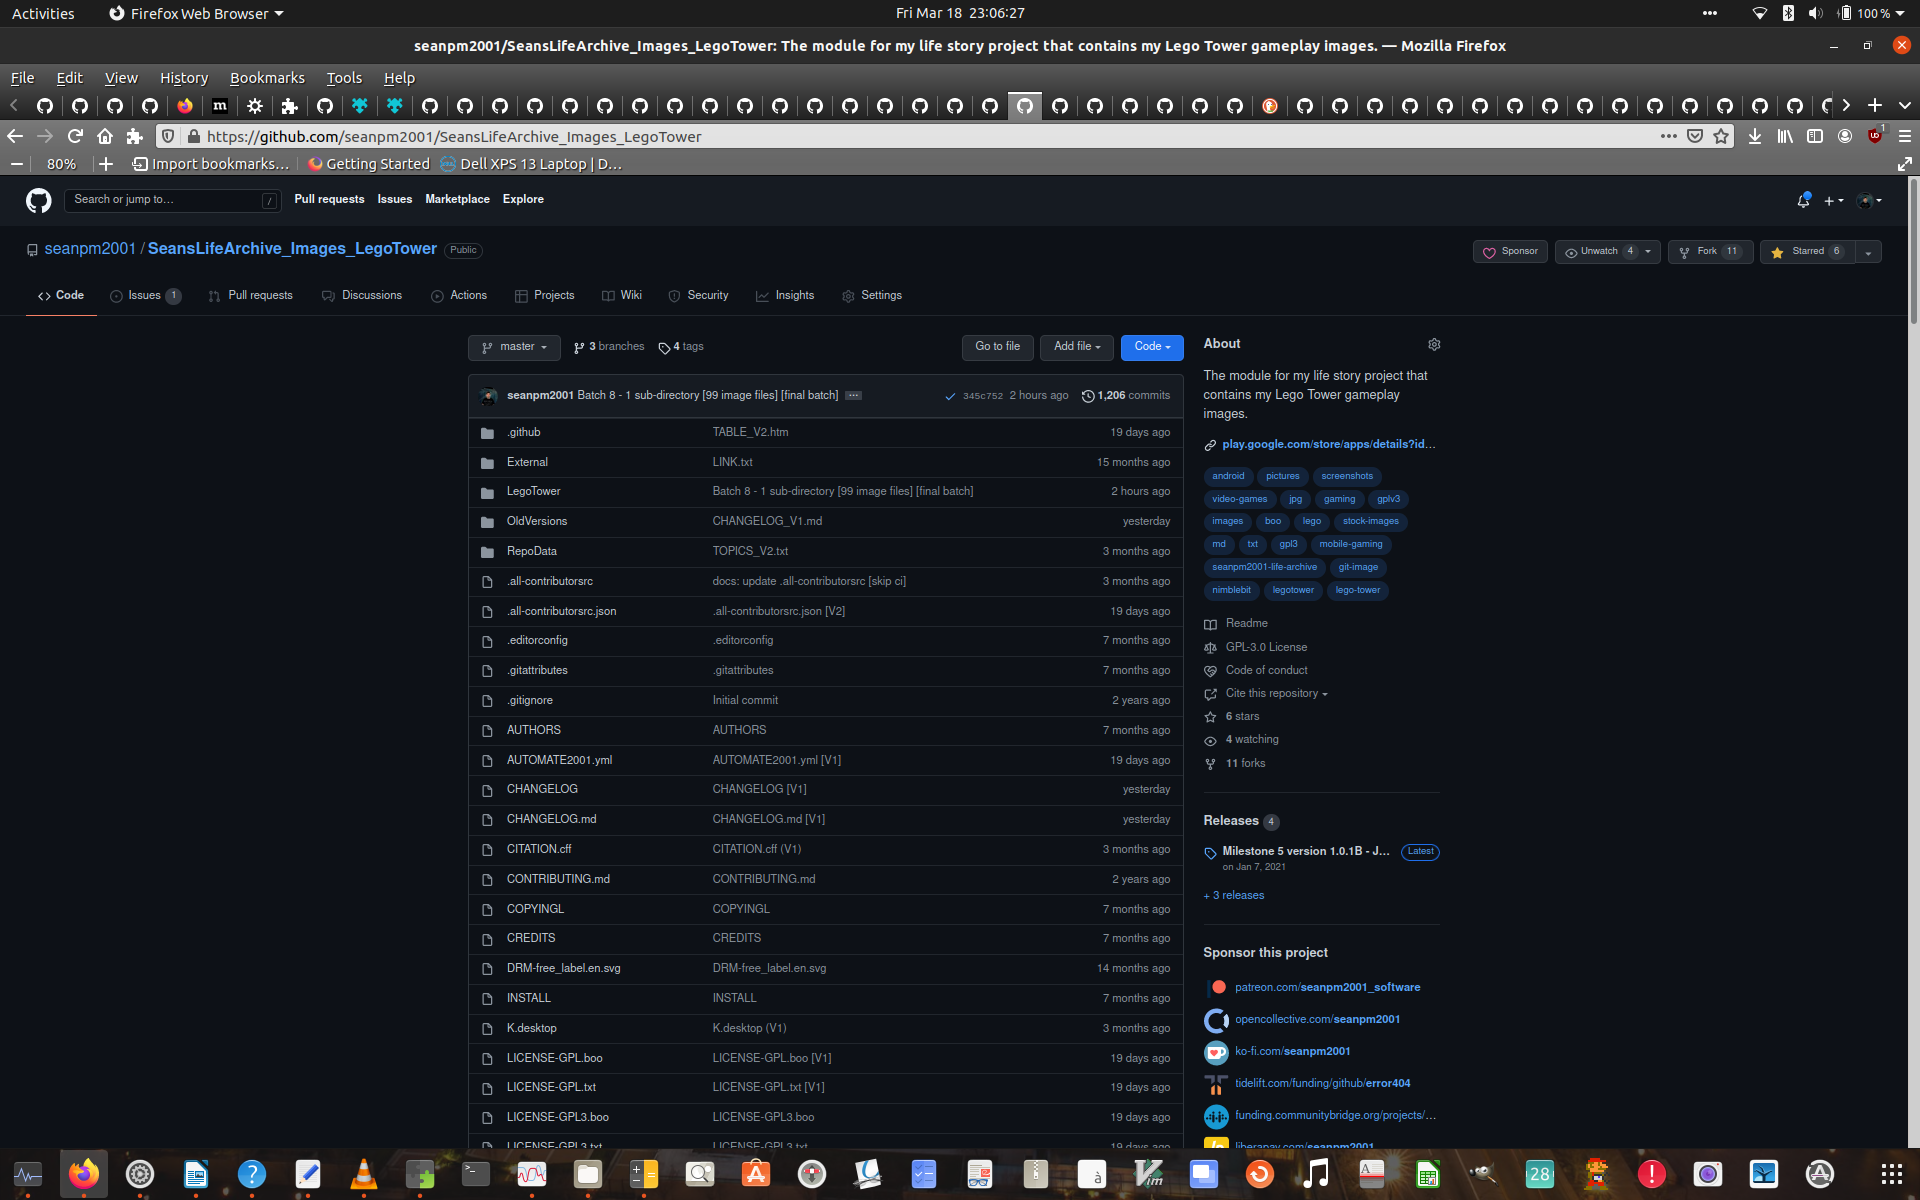 Activities
Firefox Web Browser
Fri Mar 18  23:06:27
100 %
seanpm2001/SeansLifeArchive_Images_LegoTower: The module for my life story project that contains my Lego Tower gameplay images. — Mozilla Firefox
File Edit View History Bookmarks Tools Help
https://github.com/seanpm2001/SeansLifeArchive_Images_LegoTower
80% Import bookmarks… Getting Started Dell XPS 13 Laptop | D…
Search or jump to… / Pull requests Issues Marketplace Explore
seanpm2001 / SeansLifeArchive_Images_LegoTower Public
Sponsor Unwatch 4 Fork 11 Starred 6
Code Issues 1 Pull requests Discussions Actions Projects Wiki Security Insights Settings
master 3 branches 4 tags Go to file Add file Code
seanpm2001 Batch 8 - 1 sub-directory [99 image files] [final batch] 345c752 2 hours ago 1,206 commits
.github TABLE_V2.htm 19 days ago
External LINK.txt 15 months ago
LegoTower Batch 8 - 1 sub-directory [99 image files] [final batch] 2 hours ago
OldVersions CHANGELOG_V1.md yesterday
RepoData TOPICS_V2.txt 3 months ago
.all-contributorsrc docs: update .all-contributorsrc [skip ci] 3 months ago
.all-contributorsrc.json .all-contributorsrc.json [V2] 19 days ago
.editorconfig .editorconfig 7 months ago
.gitattributes .gitattributes 7 months ago
.gitignore Initial commit 2 years ago
AUTHORS AUTHORS 7 months ago
AUTOMATE2001.yml AUTOMATE2001.yml [V1] 19 days ago
CHANGELOG CHANGELOG [V1] yesterday
CHANGELOG.md CHANGELOG.md [V1] yesterday
CITATION.cff CITATION.cff (V1) 3 months ago
CONTRIBUTING.md CONTRIBUTING.md 2 years ago
COPYINGL COPYINGL 7 months ago
CREDITS CREDITS 7 months ago
DRM-free_label.en.svg DRM-free_label.en.svg 14 months ago
INSTALL INSTALL 7 months ago
K.desktop K.desktop (V1) 3 months ago
LICENSE-GPL.boo LICENSE-GPL.boo [V1] 19 days ago
LICENSE-GPL.txt LICENSE-GPL.txt [V1] 19 days ago
LICENSE-GPL3.boo LICENSE-GPL3.boo 19 days ago
LICENSE-GPL3.txt LICENSE-GPL3.txt 19 days ago
About
The module for my life story project that
contains my Lego Tower gameplay
images.
play.google.com/store/apps/details?id…
android pictures screenshots
video-games jpg gaming gplv3
images boo lego stock-images
md txt gpl3 mobile-gaming
seanpm2001-life-archive git-image
nimblebit legotower lego-tower
Readme
GPL-3.0 License
Code of conduct
Cite this repository
6 stars
4 watching
11 forks
Releases 4
Milestone 5 version 1.0.1B - J… Latest
on Jan 7, 2021
+ 3 releases
Sponsor this project
patreon.com/seanpm2001_software
opencollective.com/seanpm2001
ko-fi.com/seanpm2001
tidelift.com/funding/github/error404
funding.communitybridge.org/projects/…
liberapay.com/seanpm2001
28